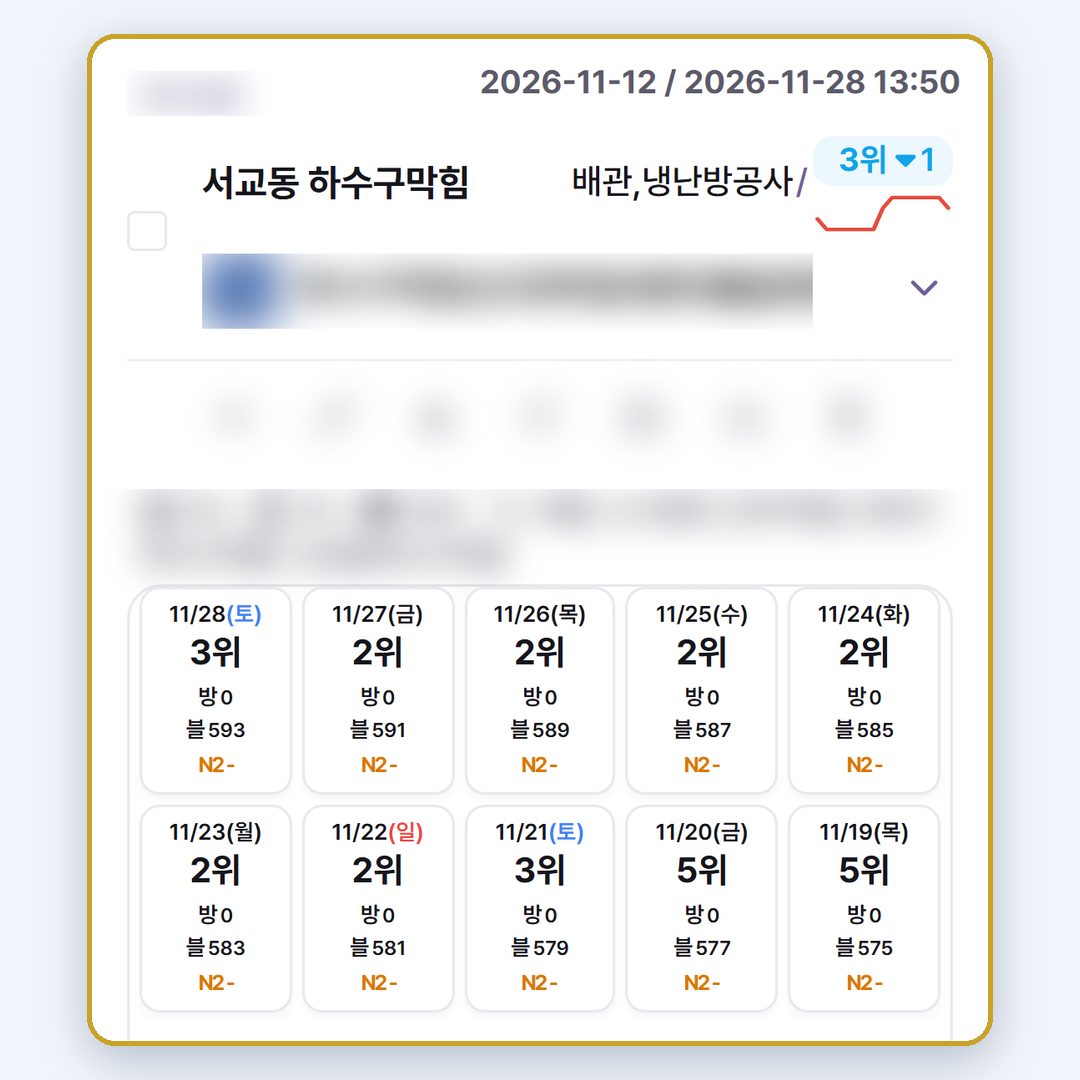 2026-11-12 / 2026-11-28 13:50
서교동 하수구막힘
배관,냉난방공사/
3위 ▼1
11/28(토) 11/27(금) 11/26(목) 11/25(수) 11/24(화)
3위 2위 2위 2위 2위
방0 방0 방0 방0 방0
블593 블591 블589 블587 블585
N2- N2- N2- N2- N2-
11/23(월) 11/22(일) 11/21(토) 11/20(금) 11/19(목)
2위 2위 3위 5위 5위
방0 방0 방0 방0 방0
블583 블581 블579 블577 블575
N2- N2- N2- N2- N2-